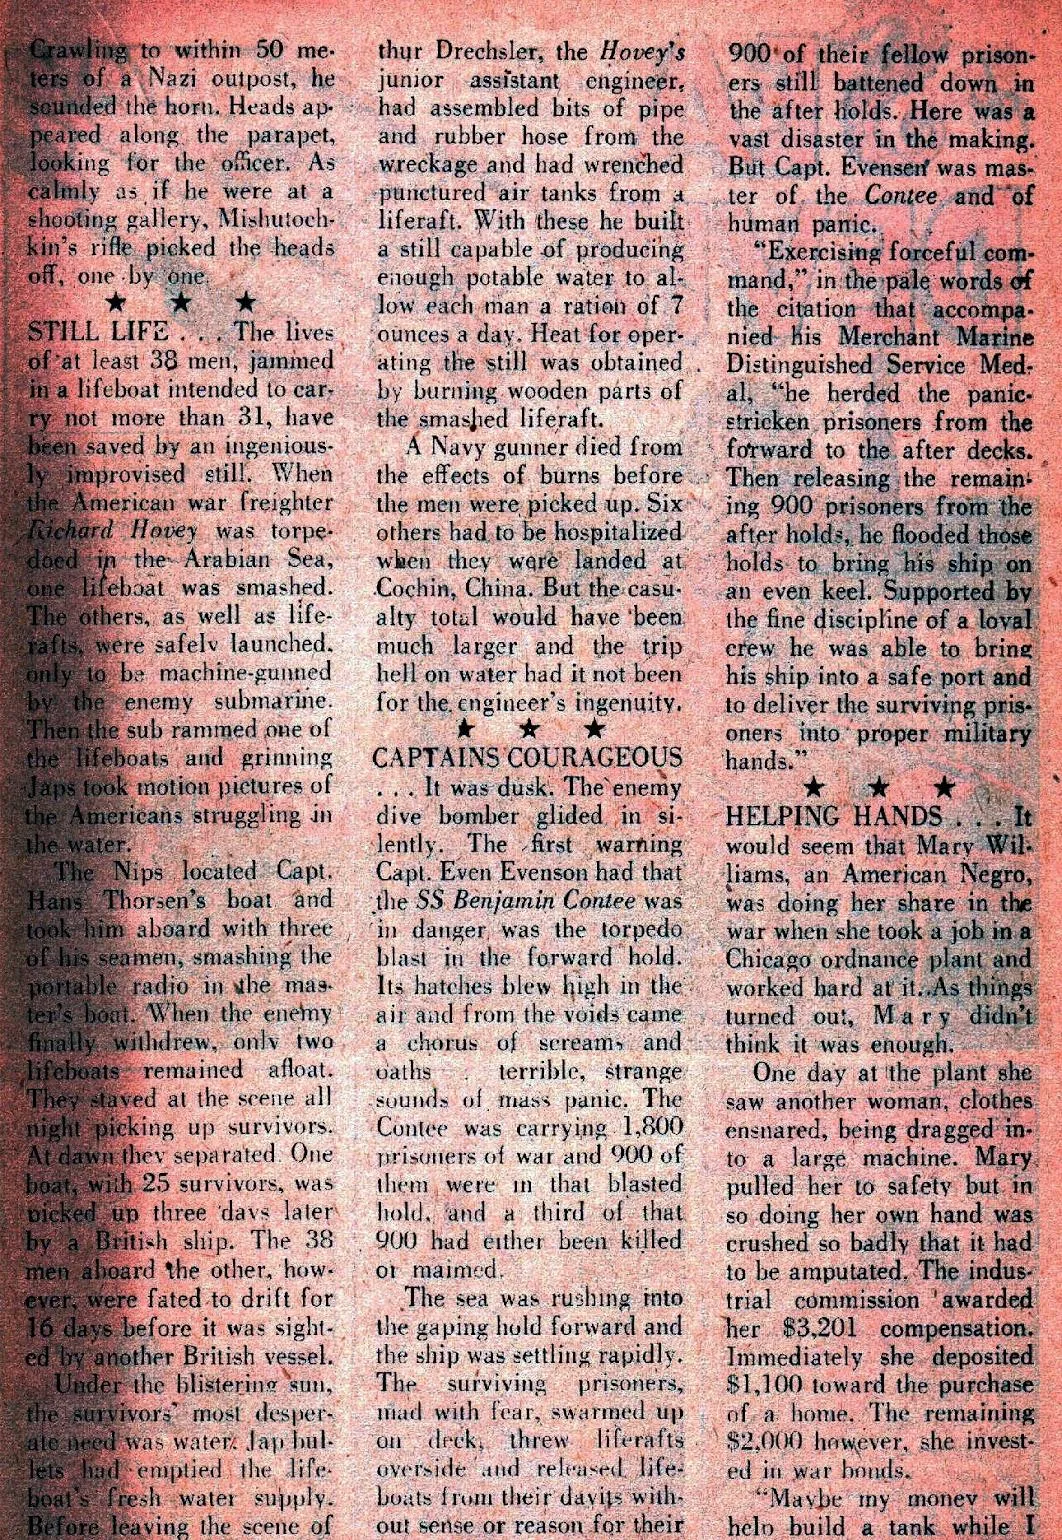 Crawling to within 50 me-
ters of a Nazi outpost, he
sounded the horn. Heads ap-
peared along the parapet,
looking for the officer. As
calmly as if he were at a
shooting gallery, Mishutoch-
kin's rifle picked the heads
off, one by one.
★ ★ ★
STILL LIFE . . . The lives
of at least 38 men, jammed
in a lifeboat intended to car-
ry not more than 31, have
been saved by an ingenious-
ly improvised still. When
the American war freighter
Richard Hovey was torpe-
doed in the Arabian Sea,
one lifeboat was smashed.
The others, as well as life-
rafts, were safely launched,
only to be machine-gunned
by the enemy submarine.
Then the sub rammed one of
the lifeboats and grinning
Japs took motion pictures of
the Americans struggling in
the water.
The Nips located Capt.
Hans Thorsen's boat and
took him aboard with three
of his seamen, smashing the
portable radio in the mas-
ter's boat. When the enemy
finally withdrew, only two
lifeboats remained afloat.
They stayed at the scene all
night picking up survivors.
At dawn they separated. One
boat, with 25 survivors, was
picked up three days later
by a British ship. The 38
men aboard the other, how-
ever, were fated to drift for
16 days before it was sight-
ed by another British vessel.
Under the blistering sun,
the survivors' most desper-
ate need was water. Jap bul-
lets had emptied the life-
boat's fresh water supply.
Before leaving the scene of
thur Drechsler, the Hovey's
junior assistant engineer,
had assembled bits of pipe
and rubber hose from the
wreckage and had wrenched
punctured air tanks from a
liferaft. With these he built
a still capable of producing
enough potable water to al-
low each man a ration of 7
ounces a day. Heat for oper-
ating the still was obtained
by burning wooden parts of
the smashed liferaft.
A Navy gunner died from
the effects of burns before
the men were picked up. Six
others had to be hospitalized
when they were landed at
Cochin, China. But the casu-
alty total would have been
much larger and the trip
hell on water had it not been
for the engineer's ingenuity.
★ ★ ★
CAPTAINS COURAGEOUS
. . . It was dusk. The enemy
dive bomber glided in si-
lently. The first warning
Capt. Even Evenson had that
the SS Benjamin Contee was
in danger was the torpedo
blast in the forward hold.
Its hatches blew high in the
air and from the voids came
a chorus of screams and
oaths . terrible, strange
sounds of mass panic. The
Contee was carrying 1,800
prisoners of war and 900 of
them were in that blasted
hold, and a third of that
900 had either been killed
or maimed.
The sea was rushing into
the gaping hold forward and
the ship was settling rapidly.
The surviving prisoners,
mad with fear, swarmed up
on deck, threw liferafts
overside and released life-
boats from their davits with-
out sense or reason for their
900 of their fellow prison-
ers still battened down in
the after holds. Here was a
vast disaster in the making.
But Capt. Evensen was mas-
ter of the Contee and of
human panic.
"Exercising forceful com-
mand," in the pale words of
the citation that accompa-
nied his Merchant Marine
Distinguished Service Med-
al, "he herded the panic-
stricken prisoners from the
forward to the after decks.
Then releasing the remain-
ing 900 prisoners from the
after holds, he flooded those
holds to bring his ship on
an even keel. Supported by
the fine discipline of a loyal
crew he was able to bring
his ship into a safe port and
to deliver the surviving pris-
oners into proper military
hands."
★ ★ ★
HELPING HANDS . . . It
would seem that Mary Wil-
liams, an American Negro,
was doing her share in the
war when she took a job in a
Chicago ordnance plant and
worked hard at it. As things
turned out, Mary didn't
think it was enough.
One day at the plant she
saw another woman, clothes
ensnared, being dragged in-
to a large machine. Mary
pulled her to safety but in
so doing her own hand was
crushed so badly that it had
to be amputated. The indus-
trial commission awarded
her $3,201 compensation.
Immediately she deposited
$1,100 toward the purchase
of a home. The remaining
$2,000 however, she invest-
ed in war bonds.
"Maybe my money will
help build a tank while I